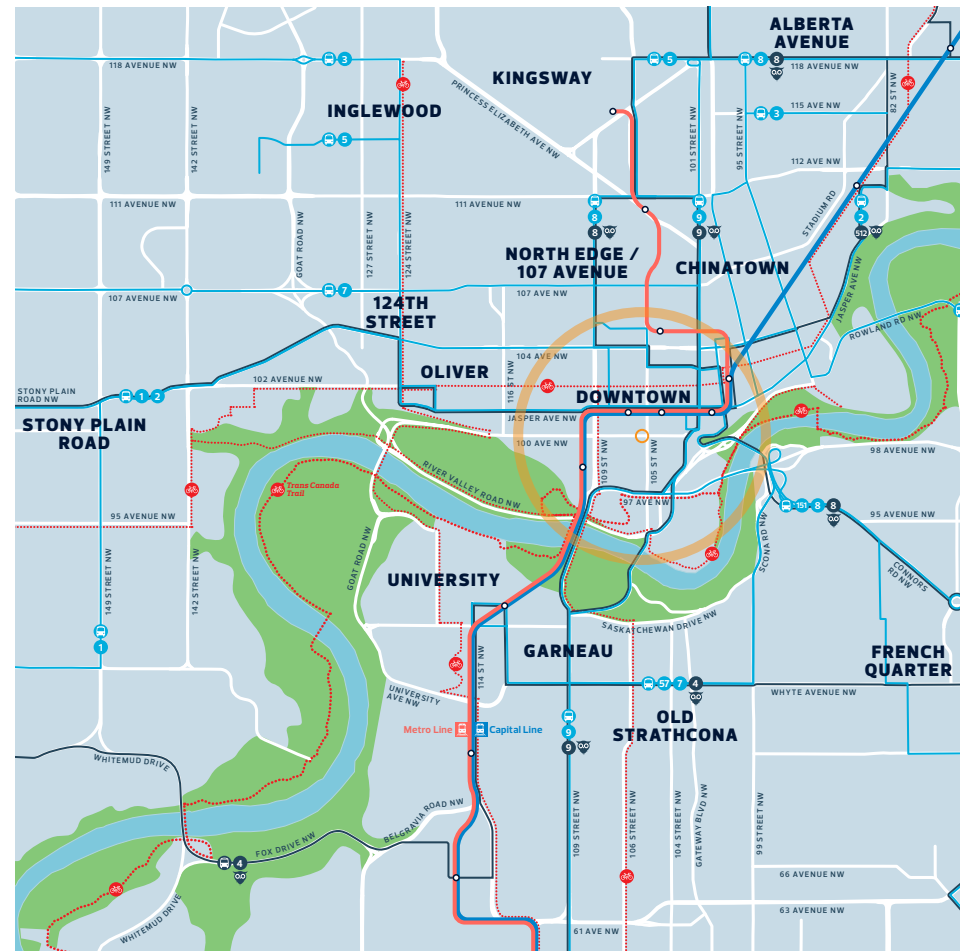 ALBERTA
AVENUE
118 AVENUE NW
3
5
8
8
118 AVENUE NW
KINGSWAY
PRINCESS ELIZABETH AVE NW
82 ST NW
INGLEWOOD
3
115 AVE NW
149 STREET NW
142 STREET NW
5
101 STREET NW
95 STREET NW
112 AVE NW
111 AVENUE NW
111 AVENUE NW
8
8
9
9
STADIUM RD
2
512
GOAT ROAD NW
127 STREET NW
124 STREET NW
NORTH EDGE /
107 AVENUE
CHINATOWN
107 AVENUE NW
7
107 AVE NW
JASPER AVE NW
ROWLAND RD NW
124TH
STREET
104 AVE NW
116 ST NW
OLIVER
102 AVENUE NW
STONY PLAIN
ROAD NW
1
2
DOWNTOWN
JASPER AVE NW
STONY PLAIN
ROAD
100 AVE NW
109 ST NW
105 ST NW
98 AVENUE NW
Trans Canada
Trail
RIVER VALLEY ROAD NW
97 AVE NW
151
8
8
95 AVENUE NW
95 AVENUE NW
149 STREET NW
142 STREET NW
GOAT ROAD NW
SCONA RD NW
CONNORS
RD NW
UNIVERSITY
1
SASKATCHEWAN DRIVE NW
GARNEAU
FRENCH
QUARTER
114 ST NW
UNIVERSITY
AVE NW
57
7
4
WHYTE AVENUE NW
OLD
STRATHCONA
Metro Line
Capital Line
9
9
WHITEMUD DRIVE
BELGRAVIA ROAD NW
FOX DRIVE NW
4
109 STREET NW
106 STREET NW
104 STREET NW
GATEWAY BLVD NW
99 STREET NW
66 AVENUE NW
WHITEMUD DRIVE
63 AVENUE NW
61 AVE NW